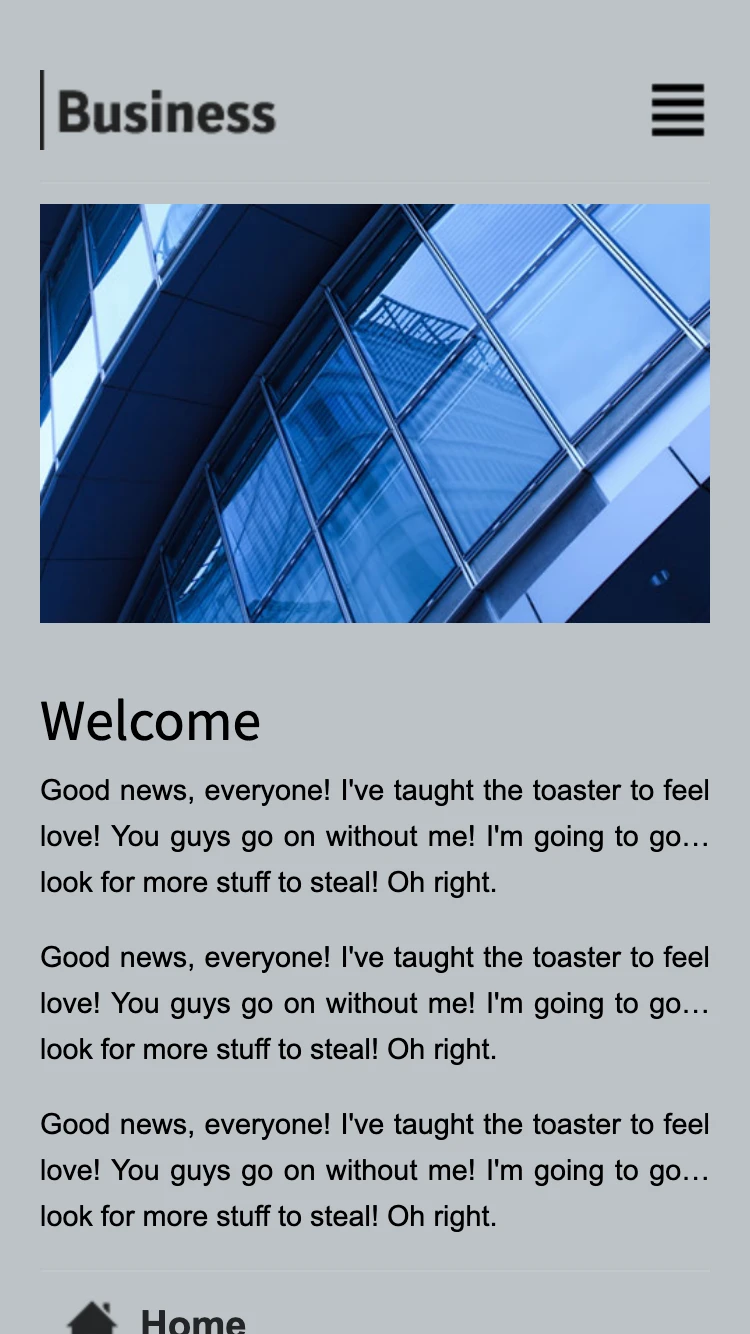 Business
Welcome
Good news, everyone! I've taught the toaster to feel
love! You guys go on without me! I'm going to go…
look for more stuff to steal! Oh right.
Good news, everyone! I've taught the toaster to feel
love! You guys go on without me! I'm going to go…
look for more stuff to steal! Oh right.
Good news, everyone! I've taught the toaster to feel
love! You guys go on without me! I'm going to go…
look for more stuff to steal! Oh right.
Home